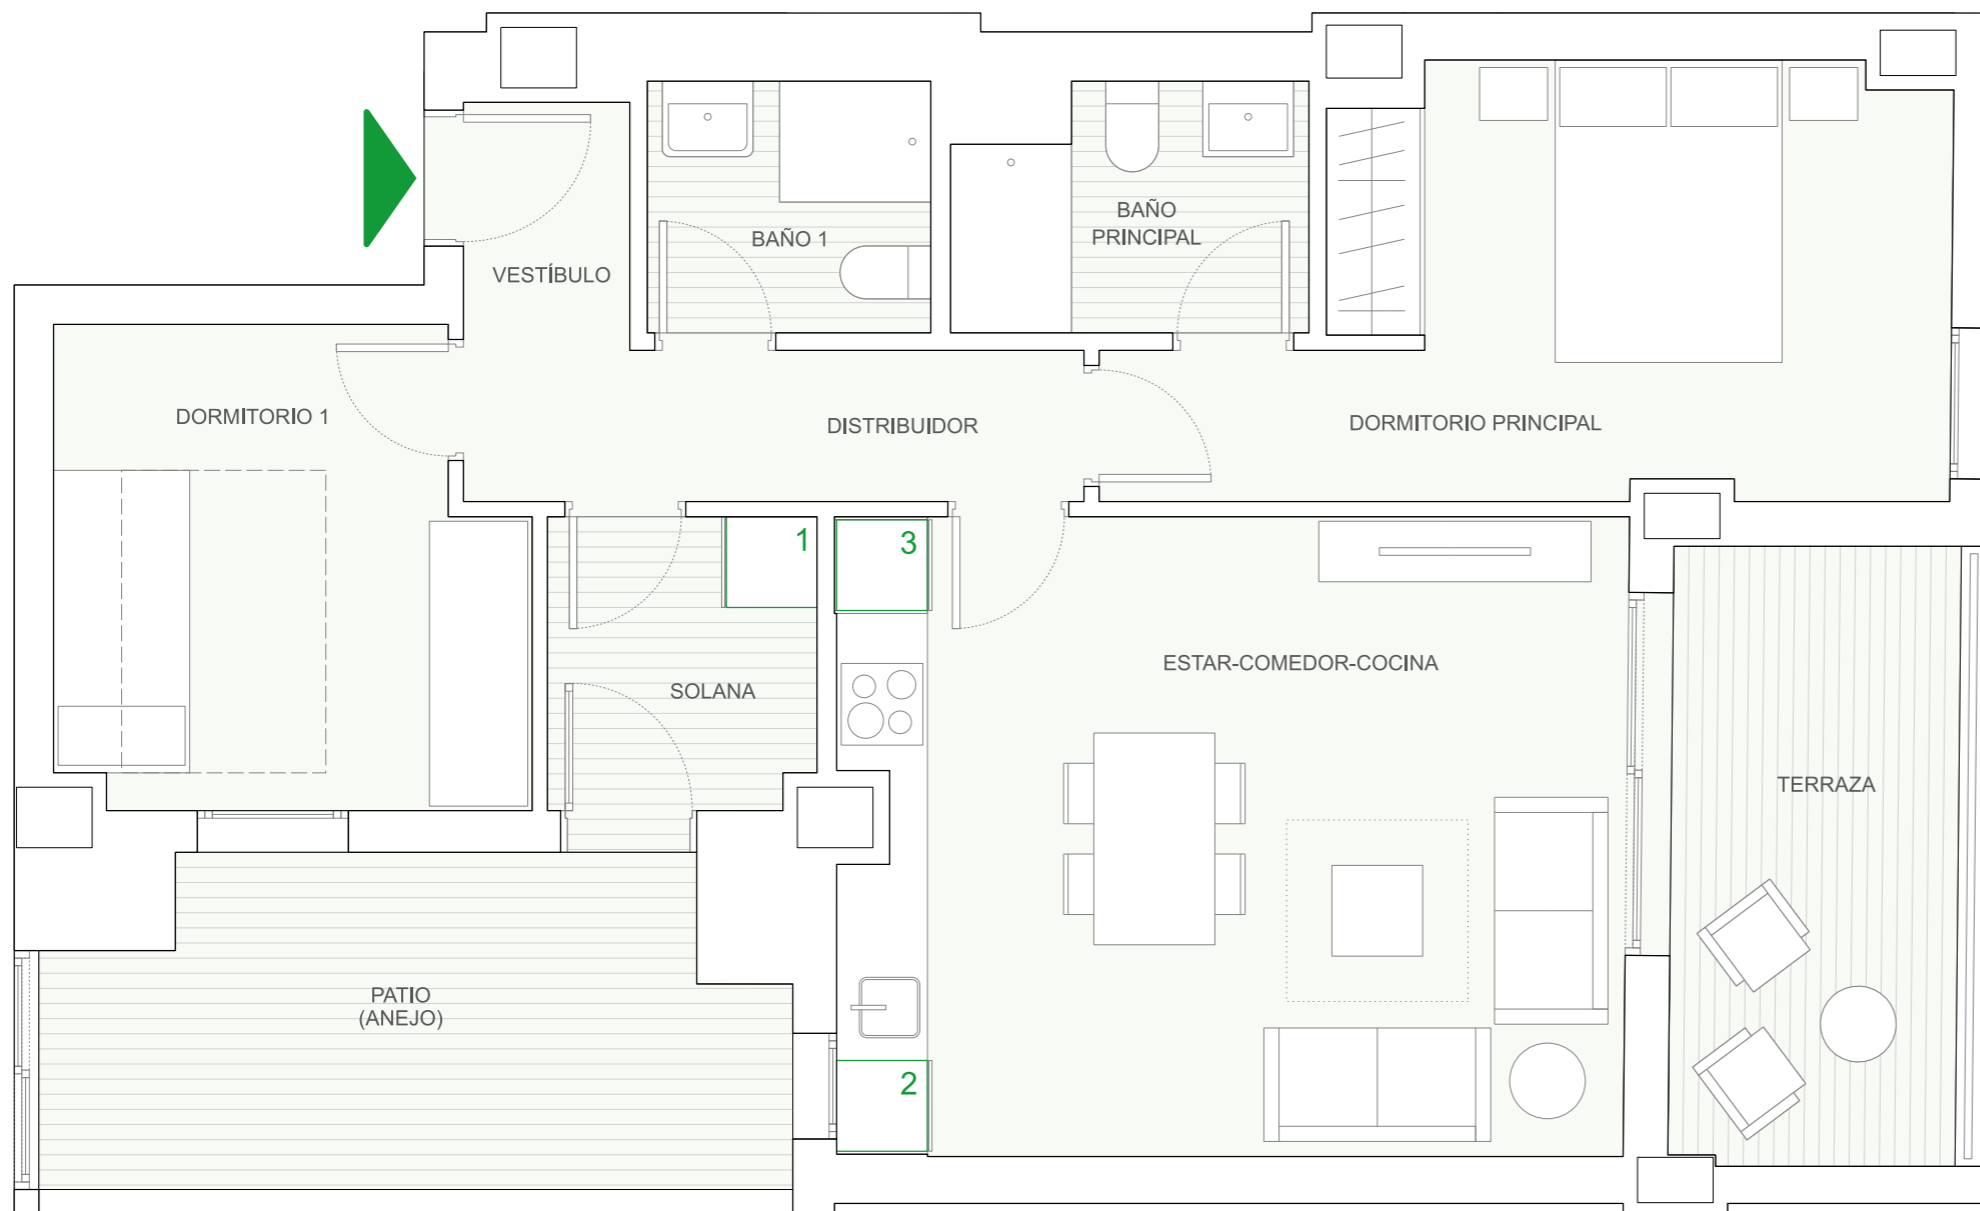 BAÑO
PRINCIPAL
BAÑO 1
VESTÍBULO
DORMITORIO 1
DISTRIBUIDOR
DORMITORIO PRINCIPAL
1
3
SOLANA
ESTAR-COMEDOR-COCINA
TERRAZA
PATIO
(ANEJO)
2